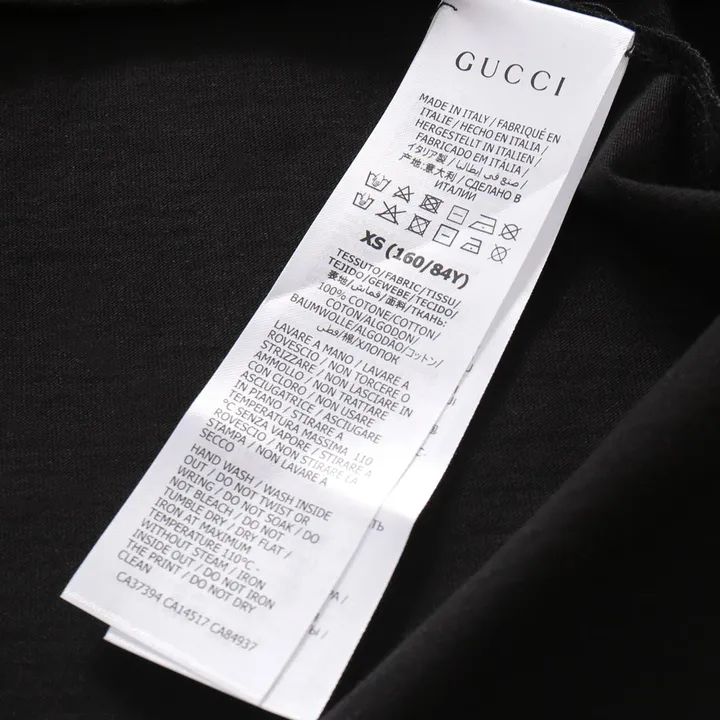 GUCCI
MADE IN ITALY / FABRIQUÉ EN
ITALIE / HECHO EN ITALIA /
HERGESTELLT IN ITALIEN /
FABRICADO EM ITÁLIA /
イタリア製 / صنع في إيطاليا /
产地:意大利 / СДЕЛАНО В
ИТАЛИИ
XS (160/84Y)
TESSUTO/FABRIC/TISSU/
TEJIDO/GEWEBE/TECIDO/
表地/قماش/面料/ТКАНЬ:
100% COTONE/COTTON/
COTON/ALGODON/
BAUMWOLLE/ALGODÃO/コットン/
قطن/棉/ХЛОПОК
LAVARE A MANO / LAVARE A
ROVESCIO / NON TORCERE O
STRIZZARE / NON LASCIARE IN
AMMOLLO / NON TRATTARE
CON CLORO / NON USARE
ASCIUGATRICE / ASCIUGARE
IN PIANO / STIRARE A
TEMPERATURA MASSIMA 110
°C SENZA VAPORE / STIRARE A
ROVESCIO / NON STIRARE LA
STAMPA / NON LAVARE A
SECCO
HAND WASH / WASH INSIDE
OUT / DO NOT TWIST OR
WRING / DO NOT SOAK / DO
NOT BLEACH / DO NOT
TUMBLE DRY / DRY FLAT /
IRON AT MAXIMUM
TEMPERATURE 110°C -
WITHOUT STEAM / IRON
INSIDE OUT / DO NOT IRON
THE PRINT / DO NOT DRY
CLEAN
CA37394 CA14517 CA84937